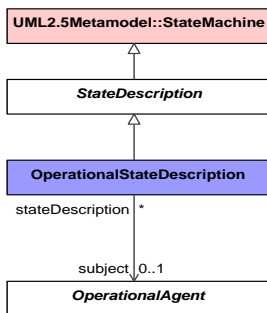 UML2.5Metamodel::StateMachine
StateDescription
OperationalStateDescription
stateDescription *
subject 0..1
OperationalAgent